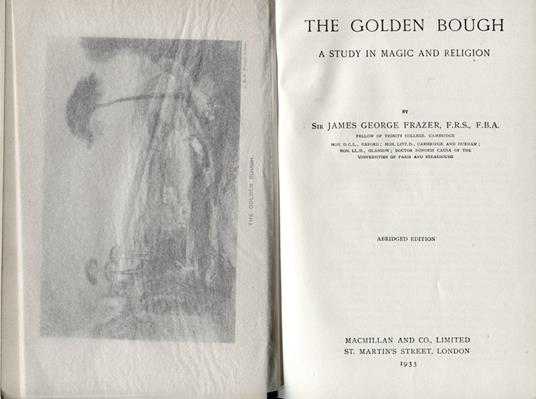 THE GOLDEN BOUGH
THE GOLDEN BOUGH
A STUDY IN MAGIC AND RELIGION
BY
SIR JAMES GEORGE FRAZER, F.R.S., F.B.A.
FELLOW OF TRINITY COLLEGE, CAMBRIDGE
HON. D.C.L., OXFORD; HON. LITT.D., CAMBRIDGE AND DURHAM;
HON. LL.D., GLASGOW; DOCTOR HONORIS CAUSA OF THE
UNIVERSITIES OF PARIS AND STRASBOURG
ABRIDGED EDITION
MACMILLAN AND CO., LIMITED
ST. MARTIN'S STREET, LONDON
1933